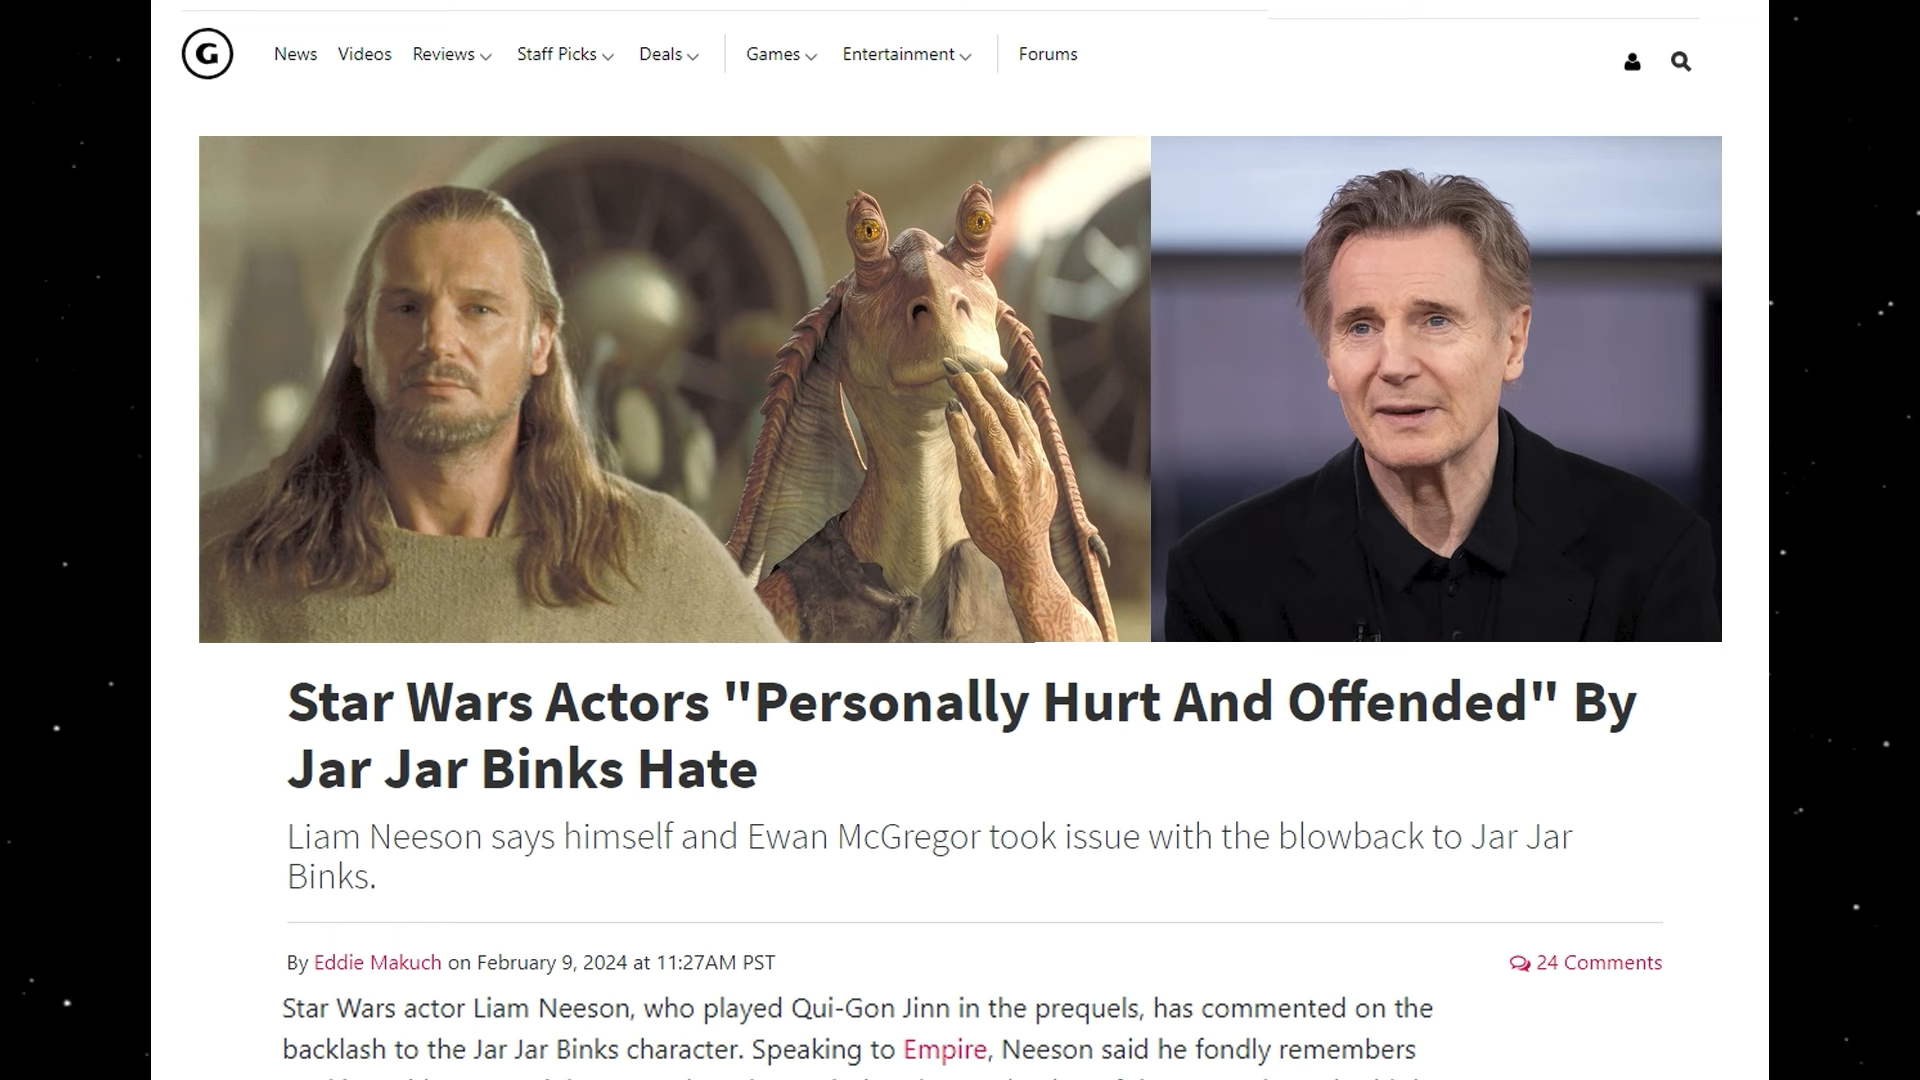 G
News Videos Reviews Staff Picks Deals Games Entertainment Forums
Star Wars Actors "Personally Hurt And Offended" By
Jar Jar Binks Hate
Liam Neeson says himself and Ewan McGregor took issue with the blowback to Jar Jar
Binks.
By Eddie Makuch on February 9, 2024 at 11:27AM PST
24 Comments
Star Wars actor Liam Neeson, who played Qui-Gon Jinn in the prequels, has commented on the
backlash to the Jar Jar Binks character. Speaking to Empire, Neeson said he fondly remembers